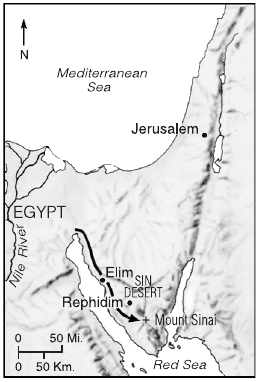 N
Mediterranean
Sea
Jerusalem
EGYPT
Nile River
Elim
SIN
DESERT
Rephidim
Mount Sinai
0 50 Mi.
0 50 Km.
Red Sea